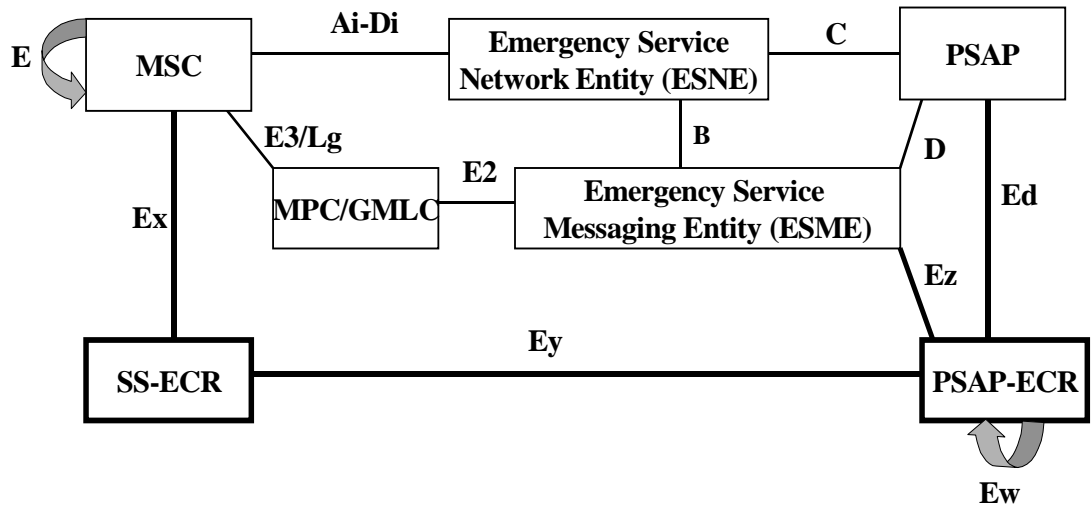 Ai-Di
E
MSC
Emergency Service
Network Entity (ESNE)
C
PSAP
E3/Lg
B
D
MPC/GMLC
E2
Emergency Service
Messaging Entity (ESME)
Ex
Ed
Ez
SS-ECR
Ey
PSAP-ECR
Ew